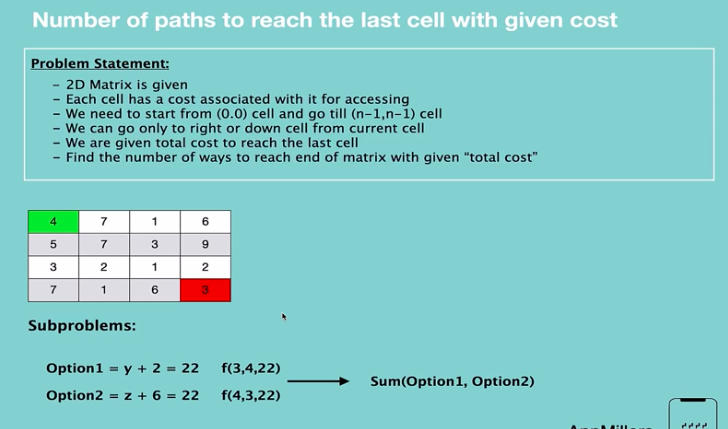 Number of paths to reach the last cell with given cost
Problem Statement:
– 2D Matrix is given
– Each cell has a cost associated with it for accessing
– We need to start from (0.0) cell and go till (n-1,n-1) cell
– We can go only to right or down cell from current cell
– We are given total cost to reach the last cell
– Find the number of ways to reach end of matrix with given “total cost”
4 7 1 6
5 7 3 9
3 2 1 2
7 1 6 3
Subproblems:
Option1 = y + 2 = 22 f(3,4,22)
Option2 = z + 6 = 22 f(4,3,22)
Sum(Option1, Option2)